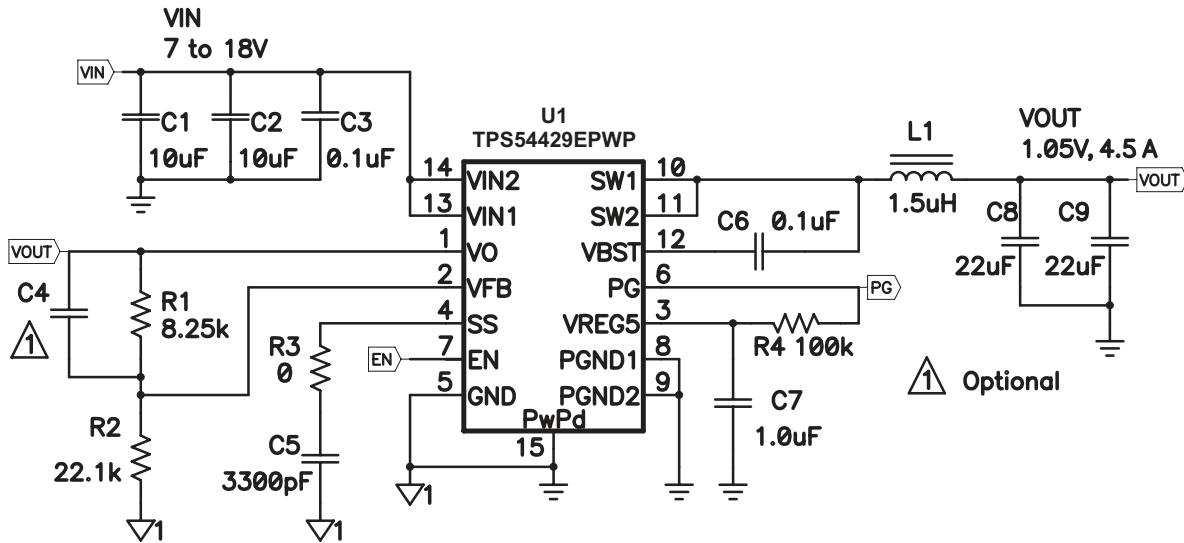 VIN
7 to 18V
VIN
C1
10uF
C2
10uF
C3
0.1uF
U1
TPS54429EPWP
14
VIN2
13
VIN1
1
VO
2
VFB
4
SS
7
EN
5
GND
SW1
10
SW2
11
VBST
12
PG
6
VREG5
3
PGND1
8
PGND2
9
PwPd
15
L1
1.5uH
VOUT
1.05V, 4.5 A
VOUT
C6
0.1uF
C8
22uF
C9
22uF
PG
R4 100k
C7
1.0uF
1
Optional
VOUT
C4
1
R1
8.25k
R2
22.1k
R3
0
EN
C5
3300pF
1
1
1